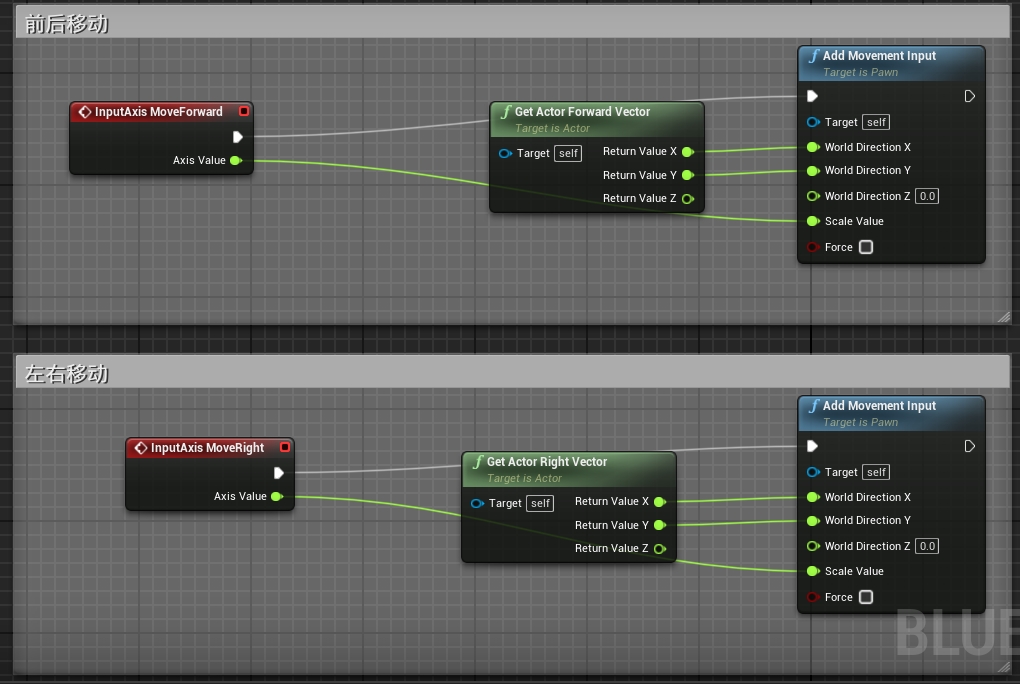 前后移动
Add Movement Input
Target is Pawn
InputAxis MoveForward
Get Actor Forward Vector
Target is Actor
Target self
Target self
Return Value X
World Direction X
Axis Value
Return Value Y
World Direction Y
Return Value Z
World Direction Z 0.0
Scale Value
Force
左右移动
Add Movement Input
Target is Pawn
InputAxis MoveRight
Get Actor Right Vector
Target is Actor
Target self
Target self
Return Value X
World Direction X
Axis Value
Return Value Y
World Direction Y
Return Value Z
World Direction Z 0.0
Scale Value
Force
BLUE